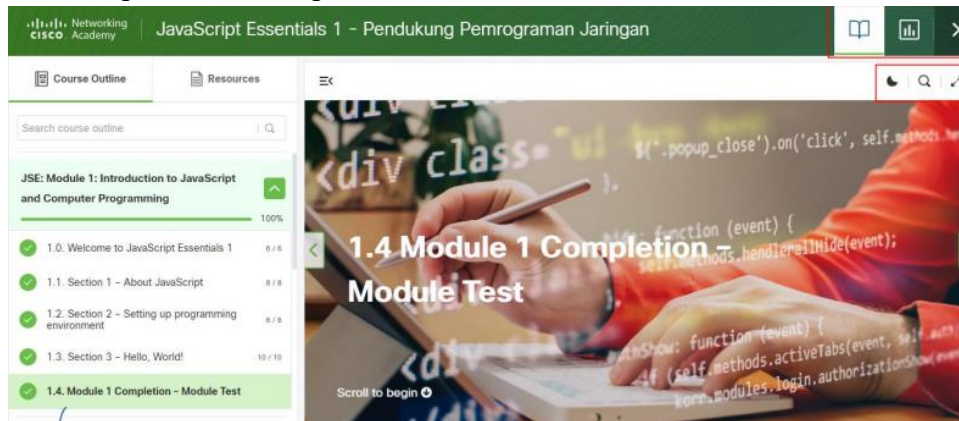 Networking
CISCO. Academy
JavaScript Essentials 1 - Pendukung Pemrograman Jaringan
Course Outline
Resources
Search course outline
JSE: Module 1: Introduction to JavaScript
and Computer Programming
100%
1.0. Welcome to JavaScript Essentials 1 6 / 6
1.1. Section 1 – About JavaScript 8 / 8
1.2. Section 2 – Setting up programming
environment 6 / 6
1.3. Section 3 – Hello, World! 10 / 10
1.4. Module 1 Completion – Module Test
<div class="
$('.popup_close').on('click', self.methods.
function (event) {
self.methods.handlerallHide(event);
1.4 Module 1 Completion –
Module Test
function (event) {
if (self.methods.activeTabs(event,
korr.modules.login.authorizationShow(
Scroll to begin